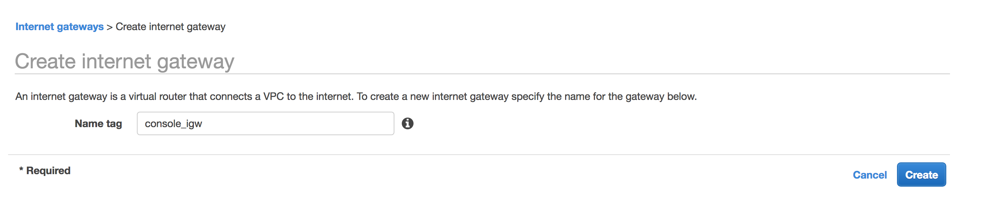 Internet gateways > Create internet gateway
Create internet gateway
An internet gateway is a virtual router that connects a VPC to the internet. To create a new internet gateway specify the name for the gateway below.
Name tag console_igw
* Required
Cancel Create